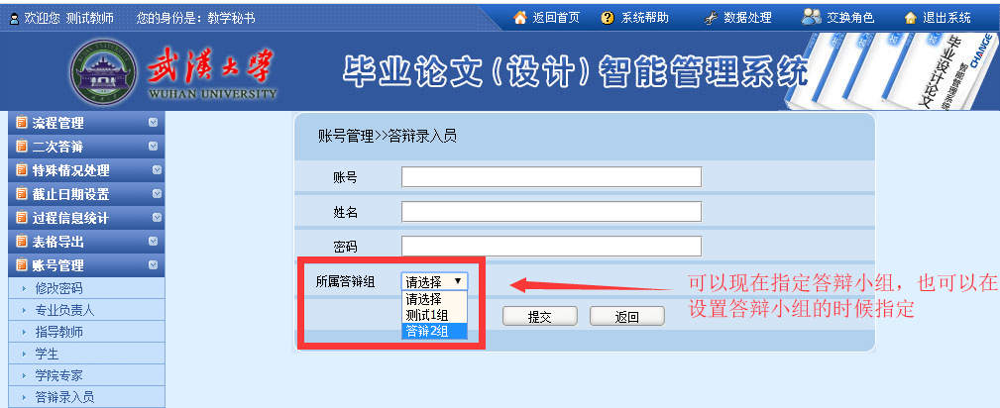 欢迎您 测试教师 您的身份是：教学秘书 返回首页 系统帮助 数据处理 交换角色 退出系统
武汉大学
WUHAN UNIVERSITY
毕业论文(设计)智能管理系统
CHANGE
智能管理系统
毕业设计论文
流程管理
二次答辩
特殊情况处理
截止日期设置
过程信息统计
表格导出
账号管理
修改密码
专业负责人
指导教师
学生
学院专家
答辩录入员
账号管理>>答辩录入员
账号
姓名
密码
所属答辩组 请选择
请选择
测试1组
答辩2组
提交 返回
可以现在指定答辩小组，也可以在
设置答辩小组的时候指定